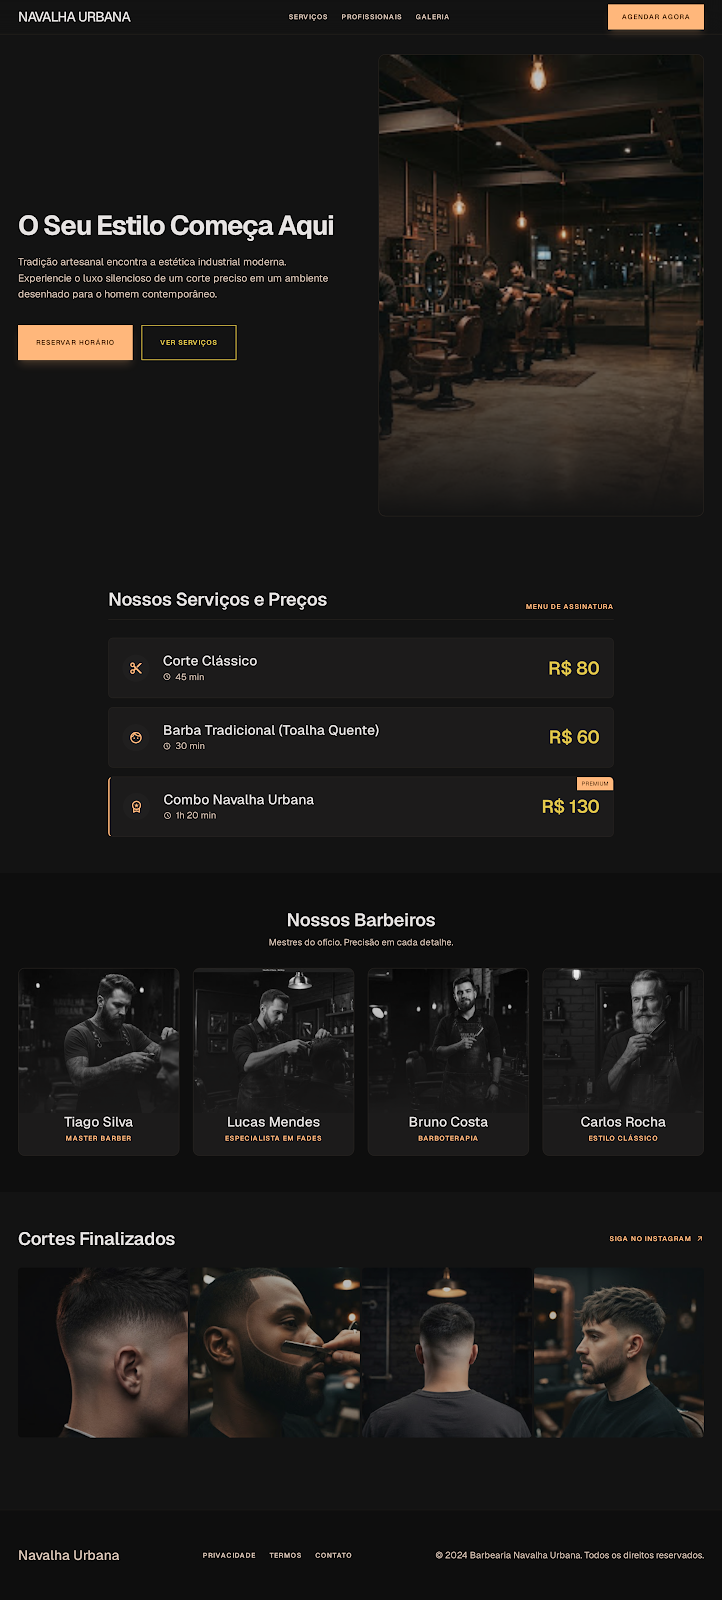 NAVALHA URBANA
SERVIÇOS PROFISSIONAIS GALERIA
AGENDAR AGORA
O Seu Estilo Começa Aqui
Tradição artesanal encontra a estética industrial moderna.
Experiencie o luxo silencioso de um corte preciso em um ambiente
desenhado para o homem contemporâneo.
RESERVAR HORÁRIO
VER SERVIÇOS
Nossos Serviços e Preços
MENU DE ASSINATURA
Corte Clássico
45 min
R$ 80
Barba Tradicional (Toalha Quente)
30 min
R$ 60
PREMIUM
Combo Navalha Urbana
1h 20 min
R$ 130
Nossos Barbeiros
Mestres do ofício. Precisão em cada detalhe.
Tiago Silva
MASTER BARBER
Lucas Mendes
ESPECIALISTA EM FADES
Bruno Costa
BARBOTERAPIA
Carlos Rocha
ESTILO CLÁSSICO
Cortes Finalizados
SIGA NO INSTAGRAM
Navalha Urbana
PRIVACIDADE TERMOS CONTATO
© 2024 Barbearia Navalha Urbana. Todos os direitos reservados.